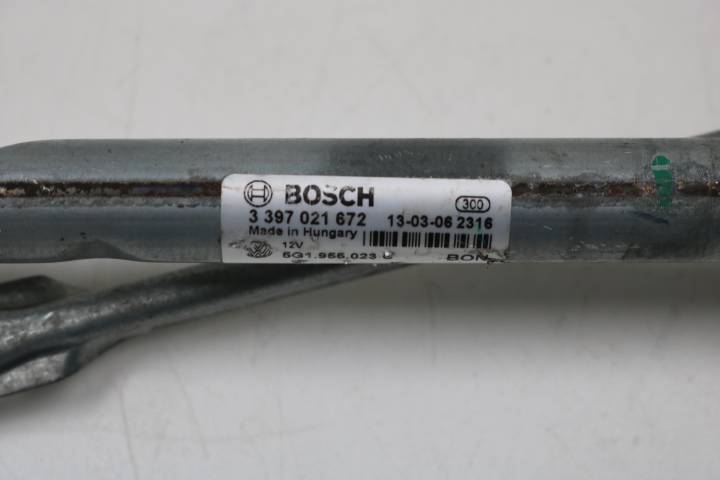 BOSCH
300
3 397 021 672 13-03-06 2316
Made in Hungary
12V
5G1.955.023